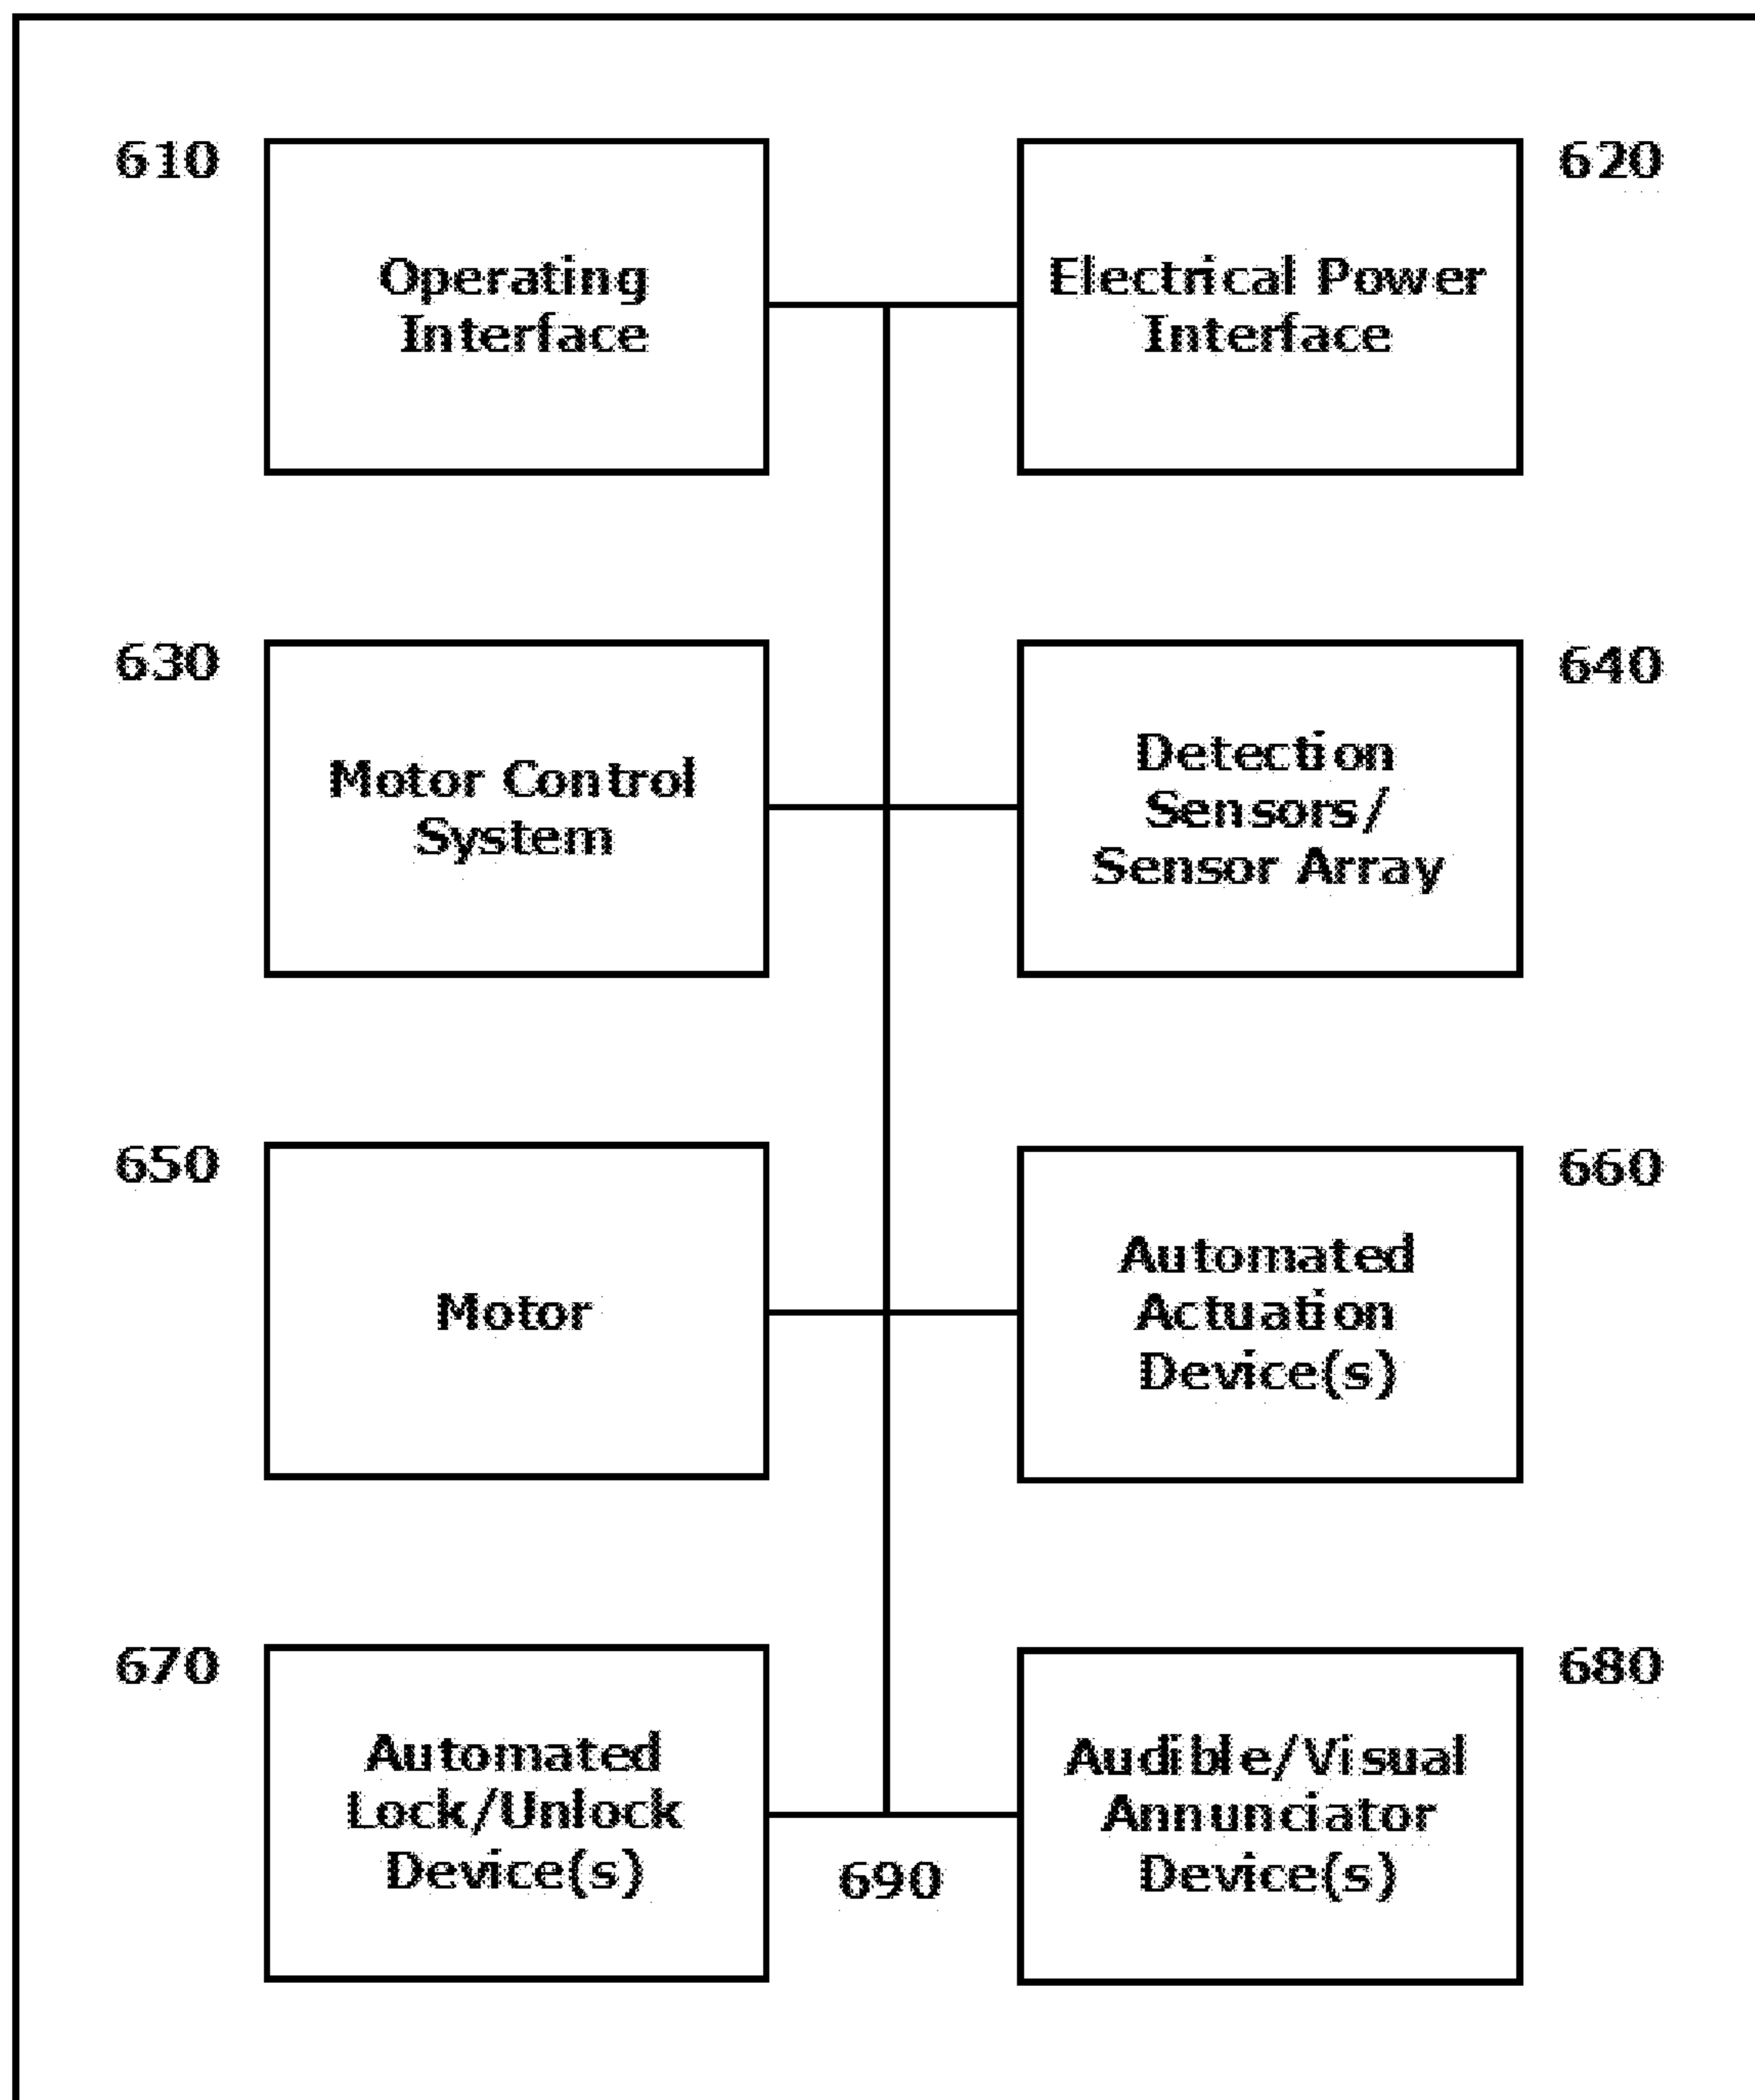 610
Operating
Interface
Electrical Power
Interface
620
630
Motor Control
System
Detection
Sensors/
Sensor Array
640
650
Motor
Automated
Actuation
Device(s)
660
670
Automated
Lock/Unlock
Device(s)
690
Audible/Visual
Annunciator
Device(s)
680